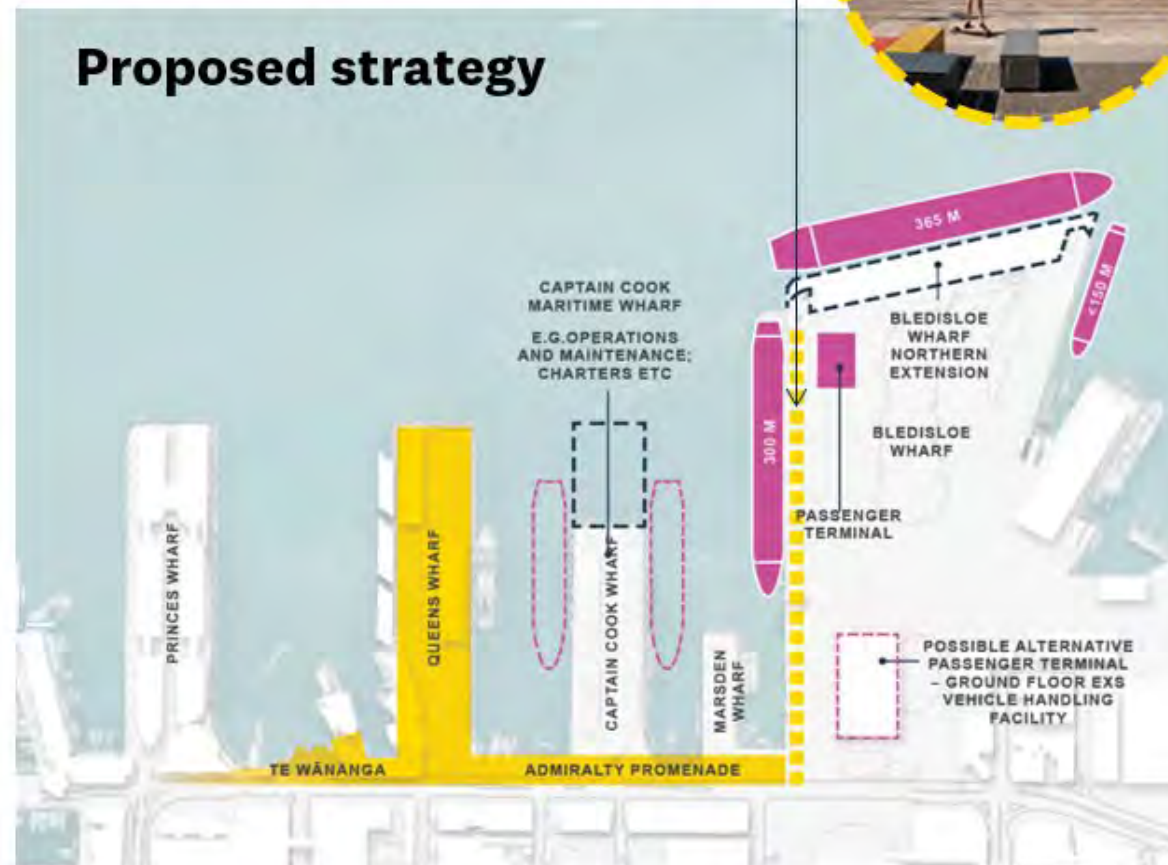 Proposed strategy
365 M
<150 M
CAPTAIN COOK
MARITIME WHARF
E.G.OPERATIONS
AND MAINTENANCE;
CHARTERS ETC
BLEDISLOE
WHARF
NORTHERN
EXTENSION
300 M
BLEDISLOE
WHARF
PASSENGER
TERMINAL
PRINCES WHARF
QUEENS WHARF
CAPTAIN COOK WHARF
MARSDEN
WHARF
POSSIBLE ALTERNATIVE
PASSENGER TERMINAL
– GROUND FLOOR EXS
VEHICLE HANDLING
FACILITY
TE WĀNANGA
ADMIRALTY PROMENADE